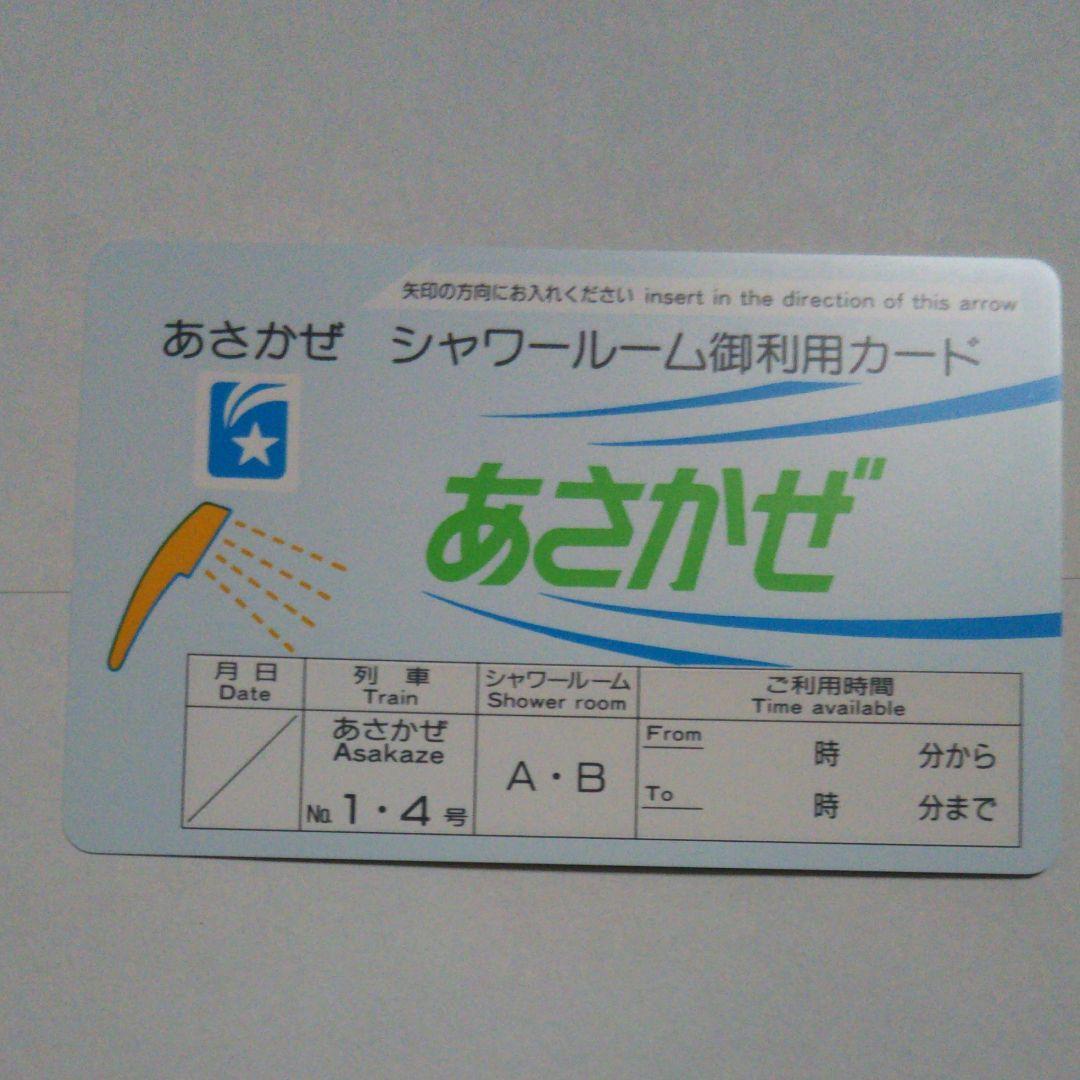 矢印の方向にお入れください insert in the direction of this arrow
あさかぜ シャワールーム御利用カード
あさかぜ
月日 列車 シャワールーム ご利用時間
Date Train Shower room Time available
あさかぜ
Asakaze
№1・4号
A・B
From 時 分から
To 時 分まで